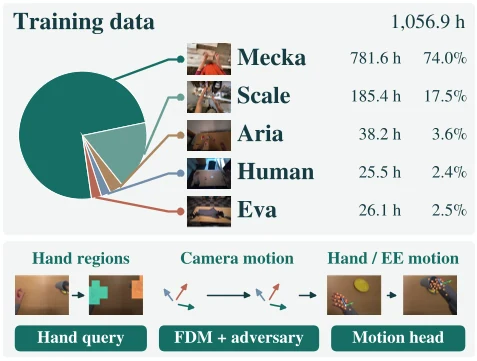 Training data 1,056.9 h
Mecka 781.6 h 74.0%
Scale 185.4 h 17.5%
Aria 38.2 h 3.6%
Human 25.5 h 2.4%
Eva 26.1 h 2.5%
Hand regions Camera motion Hand / EE motion
Hand query FDM + adversary Motion head